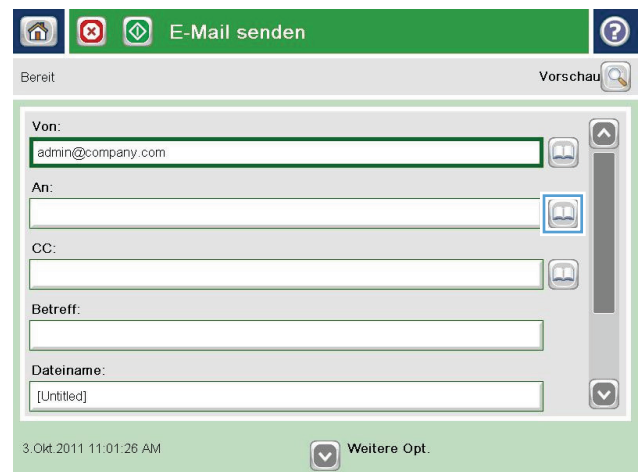 E-Mail senden
Bereit
Vorschau
Von:
admin@company.com
An:
CC:
Betreff:
Dateiname:
[Untitled]
3.Okt.2011 11:01:26 AM
Weitere Opt.